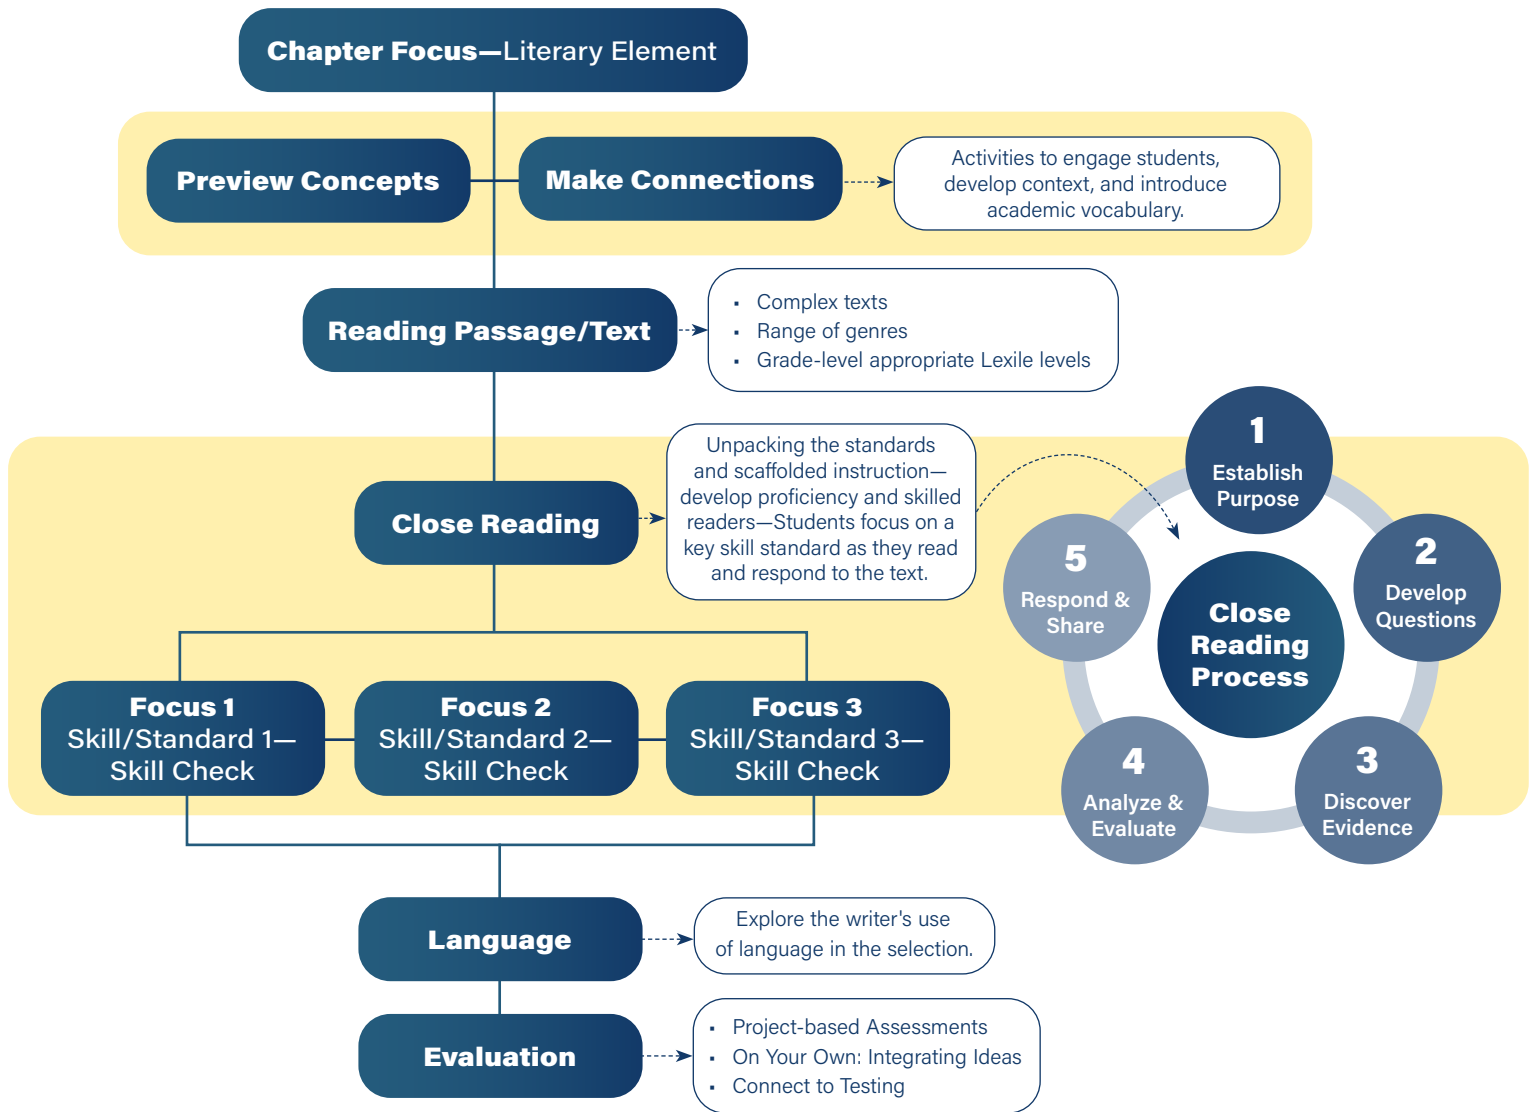 Chapter Focus—Literary Element
Preview Concepts
Make Connections
Activities to engage students,
develop context, and introduce
academic vocabulary.
Reading Passage/Text
▪ Complex texts
▪ Range of genres
▪ Grade-level appropriate Lexile levels
Close Reading
Unpacking the standards
and scaffolded instruction—
develop proficiency and skilled
readers—Students focus on a
key skill standard as they read
and respond to the text.
Close
Reading
Process
1
Establish
Purpose
2
Develop
Questions
3
Discover
Evidence
4
Analyze &
Evaluate
5
Respond &
Share
Focus 1
Skill/Standard 1—
Skill Check
Focus 2
Skill/Standard 2—
Skill Check
Focus 3
Skill/Standard 3—
Skill Check
Language
Explore the writer's use
of language in the selection.
Evaluation
▪ Project-based Assessments
▪ On Your Own: Integrating Ideas
▪ Connect to Testing